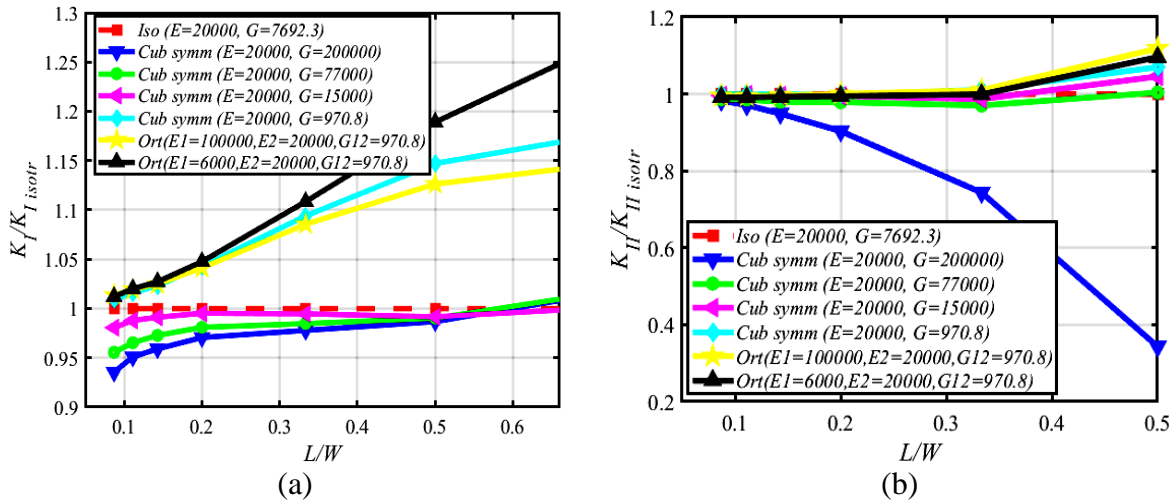 1.3
1.25
1.2
1.15
1.1
1.05
1
0.95
0.9
K_I/K_{I isotr}
Iso (E=20000, G=7692.3)
Cub symm (E=20000, G=200000)
Cub symm (E=20000, G=77000)
Cub symm (E=20000, G=15000)
Cub symm (E=20000, G=970.8)
Ort(E1=100000,E2=20000,G12=970.8)
Ort(E1=6000,E2=20000,G12=970.8)
0.1 0.2 0.3 0.4 0.5 0.6
L/W
(a)
1.2
1
0.8
0.6
0.4
0.2
K_{II}/K_{II isotr}
Iso (E=20000, G=7692.3)
Cub symm (E=20000, G=200000)
Cub symm (E=20000, G=77000)
Cub symm (E=20000, G=15000)
Cub symm (E=20000, G=970.8)
Ort(E1=100000,E2=20000,G12=970.8)
Ort(E1=6000,E2=20000,G12=970.8)
0.1 0.2 0.3 0.4 0.5
L/W
(b)